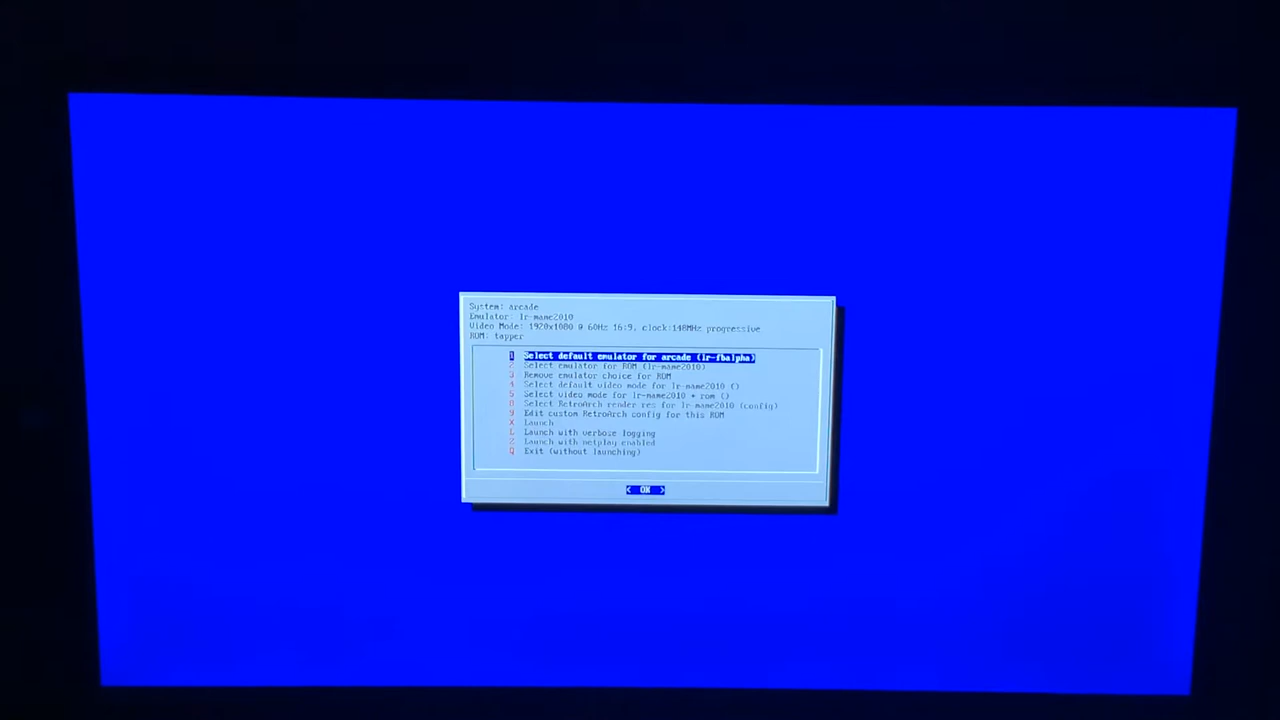 System: arcade
Emulator: lr-mame2010
Video Mode: 1920x1080 @ 60Hz 16:9, clock:148MHz progressive
ROM: tapper
1 Select default emulator for arcade (lr-fbalpha)
2 Select emulator for ROM (lr-mame2010)
3 Remove emulator choice for ROM
4 Select default video mode for lr-mame2010 ()
5 Select video mode for lr-mame2010 + rom ()
8 Select RetroArch render res for lr-mame2010 (config)
9 Edit custom RetroArch config for this ROM
X Launch
L Launch with verbose logging
Z Launch with netplay enabled
Q Exit (without launching)
< OK >